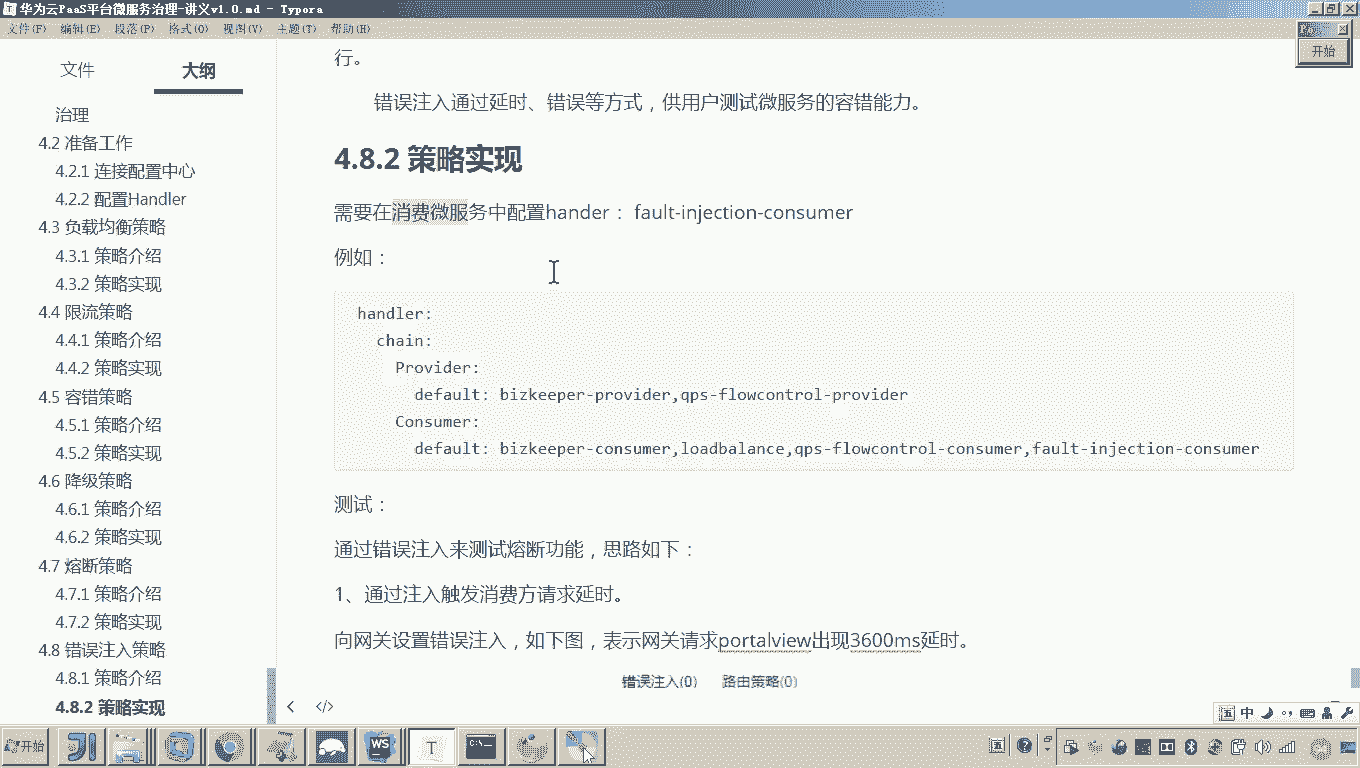 华为云PaaS平台微服务治理-讲义v1.0.md - Typora
文件(F) 编辑(E) 段落(P) 格式(O) 视图(V) 主题(T) 帮助(H)
开始
文件 大纲
治理
4.2 准备工作
4.2.1 连接配置中心
4.2.2 配置Handler
4.3 负载均衡策略
4.3.1 策略介绍
4.3.2 策略实现
4.4 限流策略
4.4.1 策略介绍
4.4.2 策略实现
4.5 容错策略
4.5.1 策略介绍
4.5.2 策略实现
4.6 降级策略
4.6.1 策略介绍
4.6.2 策略实现
4.7 熔断策略
4.7.1 策略介绍
4.7.2 策略实现
4.8 错误注入策略
4.8.1 策略介绍
4.8.2 策略实现
行。
错误注入通过延时、错误等方式，供用户测试微服务的容错能力。
4.8.2 策略实现
需要在消费微服务中配置hander： fault-injection-consumer
例如：
handler:
chain:
Provider:
default: bizkeeper-provider,qps-flowcontrol-provider
Consumer:
default: bizkeeper-consumer,loadbalance,qps-flowcontrol-consumer,fault-injection-consumer
测试：
通过错误注入来测试熔断功能，思路如下：
1、通过注入触发消费方请求延时。
向网关设置错误注入，如下图，表示网关请求portalview出现3600ms延时。
错误注入(0) 路由策略(0)
五 中
开始
WS
T
五